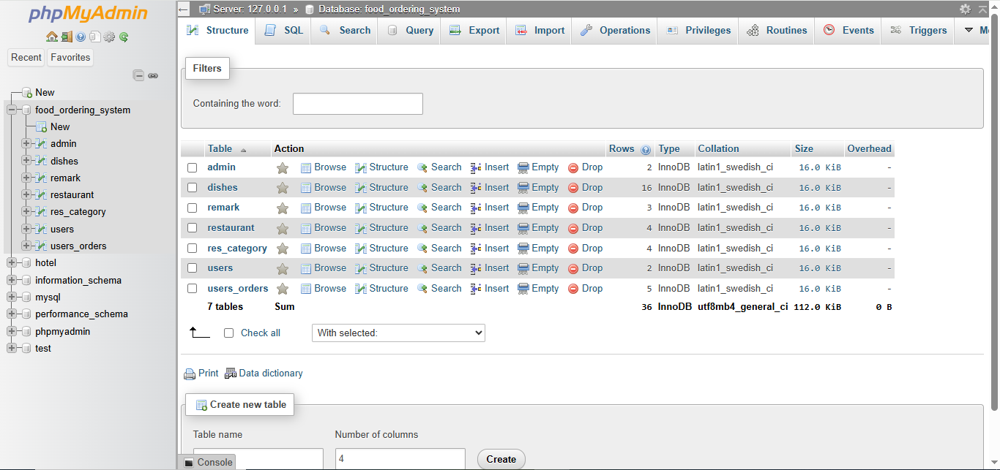 phpMyAdmin
Recent Favorites
New
food_ordering_system
New
admin
dishes
remark
restaurant
res_category
users
users_orders
hotel
information_schema
mysql
performance_schema
phpmyadmin
test
Server: 127.0.0.1 » Database: food_ordering_system
Structure SQL Search Query Export Import Operations Privileges Routines Events Triggers
Filters
Containing the word:
Table Action Rows Type Collation Size Overhead
admin Browse Structure Search Insert Empty Drop 2 InnoDB latin1_swedish_ci 16.0 KiB -
dishes Browse Structure Search Insert Empty Drop 16 InnoDB latin1_swedish_ci 16.0 KiB -
remark Browse Structure Search Insert Empty Drop 3 InnoDB latin1_swedish_ci 16.0 KiB -
restaurant Browse Structure Search Insert Empty Drop 4 InnoDB latin1_swedish_ci 16.0 KiB -
res_category Browse Structure Search Insert Empty Drop 4 InnoDB latin1_swedish_ci 16.0 KiB -
users Browse Structure Search Insert Empty Drop 2 InnoDB latin1_swedish_ci 16.0 KiB -
users_orders Browse Structure Search Insert Empty Drop 5 InnoDB latin1_swedish_ci 16.0 KiB -
7 tables Sum 36 InnoDB utf8mb4_general_ci 112.0 KiB 0 B
Check all With selected:
Print Data dictionary
Create new table
Table name Number of columns
4 Create
Console